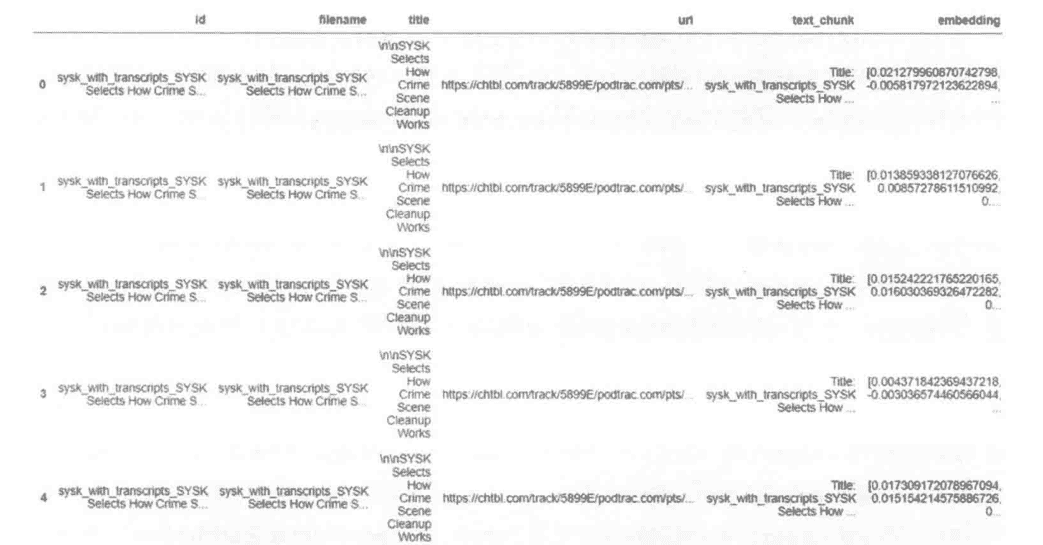 id filename title url text_chunk embedding
0
sysk_with_transcripts_SYSK
Selects How Crime S...
sysk_with_transcripts_SYSK
Selects How Crime S...
\n\nSYSK
Selects
How
Crime
Scene
Cleanup
Works
https://chtbl.com/track/5899E/podtrac.com/pts/...
Title:
sysk_with_transcripts_SYSK
Selects How ...
[0.021279960870742798,
-0.005817972123622894,
...
1
sysk_with_transcripts_SYSK
Selects How Crime S...
sysk_with_transcripts_SYSK
Selects How Crime S...
\n\nSYSK
Selects
How
Crime
Scene
Cleanup
Works
https://chtbl.com/track/5899E/podtrac.com/pts/...
Title:
sysk_with_transcripts_SYSK
Selects How ...
[0.013859338127076626,
0.00857278611510992,
0....
2
sysk_with_transcripts_SYSK
Selects How Crime S...
sysk_with_transcripts_SYSK
Selects How Crime S...
\n\nSYSK
Selects
How
Crime
Scene
Cleanup
Works
https://chtbl.com/track/5899E/podtrac.com/pts/...
Title:
sysk_with_transcripts_SYSK
Selects How ...
[0.015242221765220165,
0.016030369326472282,
0....
3
sysk_with_transcripts_SYSK
Selects How Crime S...
sysk_with_transcripts_SYSK
Selects How Crime S...
\n\nSYSK
Selects
How
Crime
Scene
Cleanup
Works
https://chtbl.com/track/5899E/podtrac.com/pts/...
Title:
sysk_with_transcripts_SYSK
Selects How ...
[0.004371842369437218,
-0.003036574460566044,
...
4
sysk_with_transcripts_SYSK
Selects How Crime S...
sysk_with_transcripts_SYSK
Selects How Crime S...
\n\nSYSK
Selects
How
Crime
Scene
Cleanup
Works
https://chtbl.com/track/5899E/podtrac.com/pts/...
Title:
sysk_with_transcripts_SYSK
Selects How ...
[0.017309172078967094,
0.015154214575886726,
0....